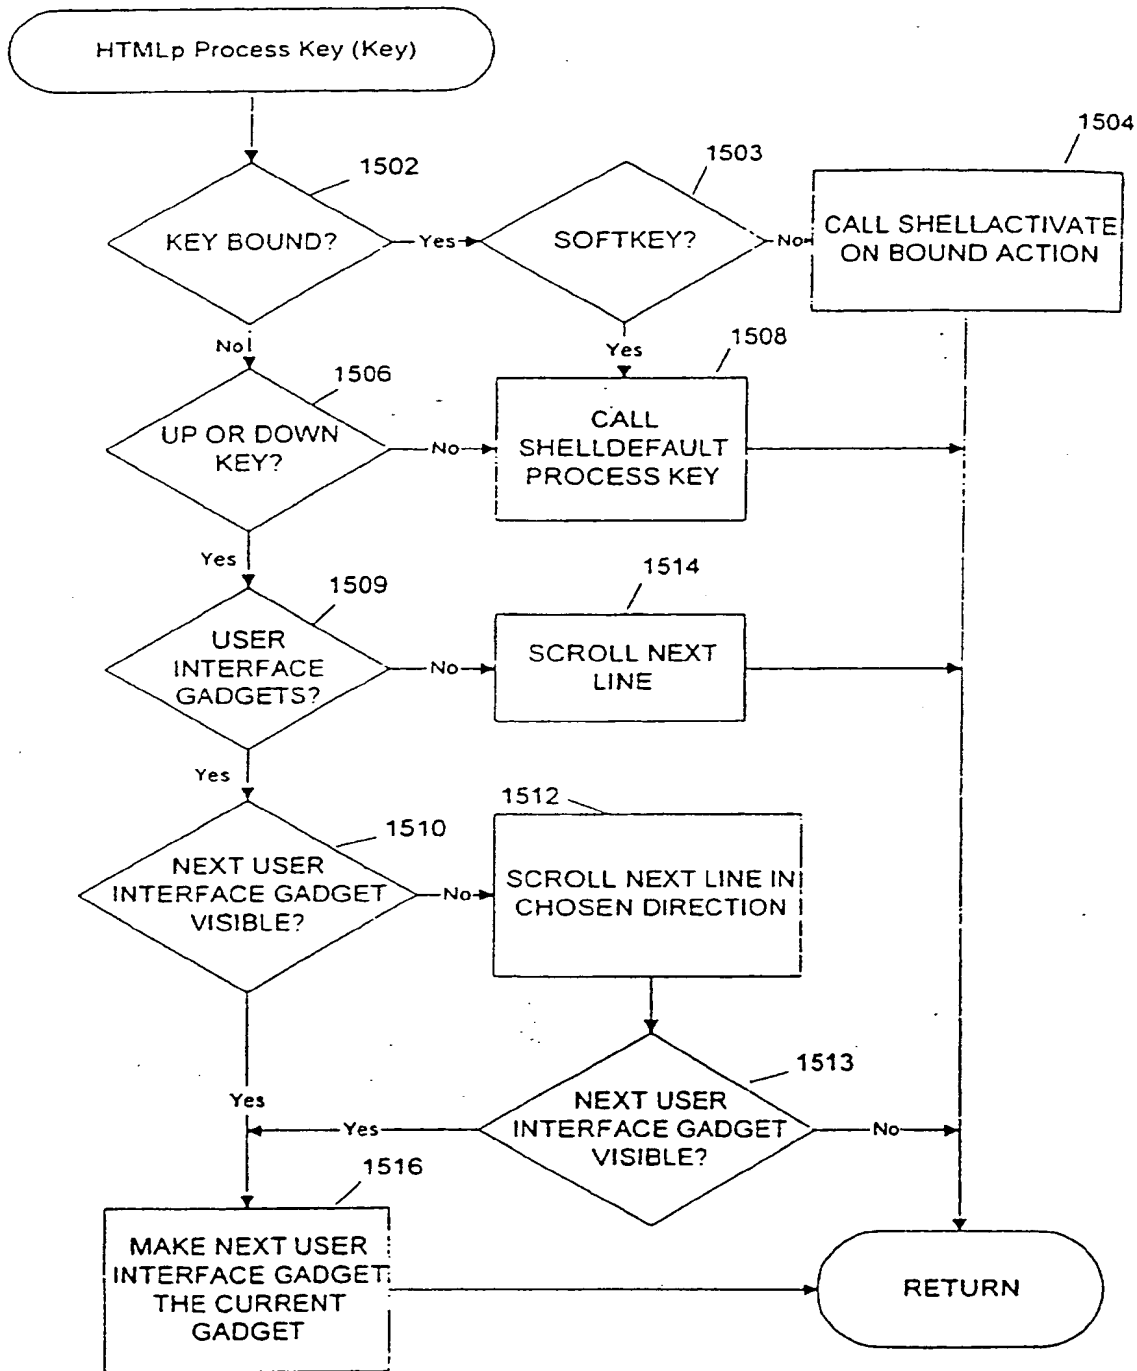 HTMLp Process Key (Key)
1502
KEY BOUND?
Yes
1503
SOFTKEY?
No
1504
CALL SHELLACTIVATE
ON BOUND ACTION
No
Yes
1506
UP OR DOWN
KEY?
No
1508
CALL
SHELLDEFAULT
PROCESS KEY
Yes
1509
USER
INTERFACE
GADGETS?
No
1514
SCROLL NEXT
LINE
Yes
1510
NEXT USER
INTERFACE GADGET
VISIBLE?
No
1512
SCROLL NEXT LINE IN
CHOSEN DIRECTION
Yes
1513
NEXT USER
INTERFACE GADGET
VISIBLE?
Yes
No
1516
MAKE NEXT USER
INTERFACE GADGET
THE CURRENT
GADGET
RETURN